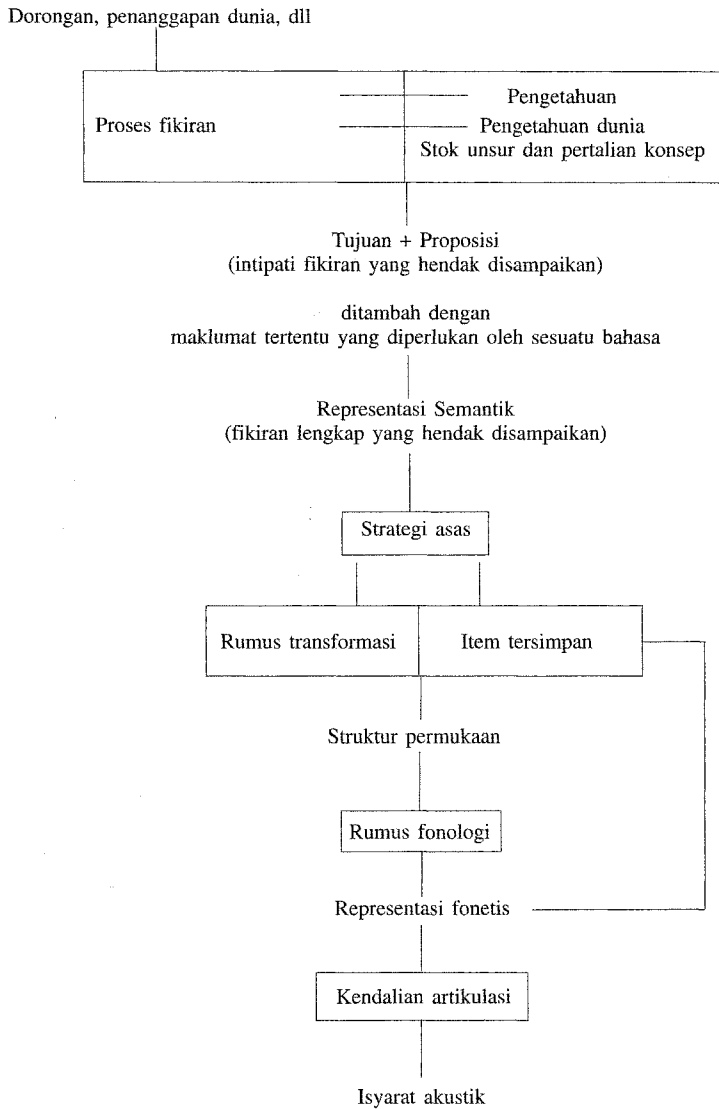 Dorongan, penanggapan dunia, dll
Pengetahuan
Proses fikiran
Pengetahuan dunia
Stok unsur dan pertalian konsep
Tujuan + Proposisi
(intipati fikiran yang hendak disampaikan)
ditambah dengan
maklumat tertentu yang diperlukan oleh sesuatu bahasa
Representasi Semantik
(fikiran lengkap yang hendak disampaikan)
Strategi asas
Rumus transformasi
Item tersimpan
Struktur permukaan
Rumus fonologi
Representasi fonetis
Kendalian artikulasi
Isyarat akustik